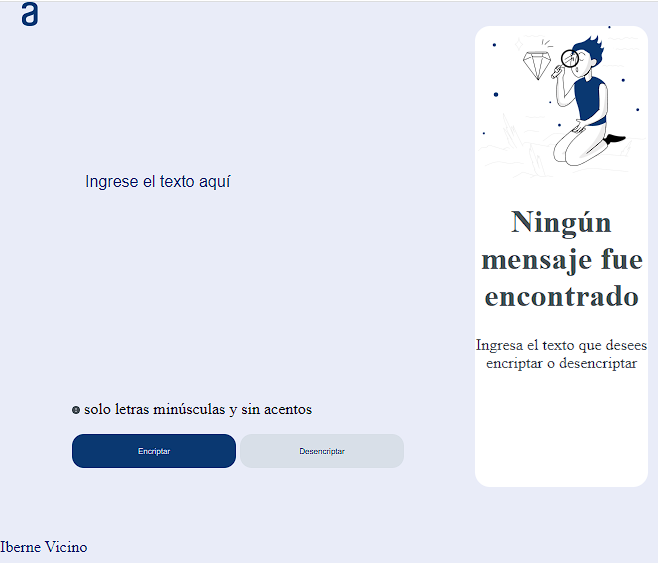 a
Ingrese el texto aquí
solo letras minúsculas y sin acentos
Encriptar
Desencriptar
Ningún
mensaje fue
encontrado
Ingresa el texto que desees
encriptar o desencriptar
Iberne Vicino